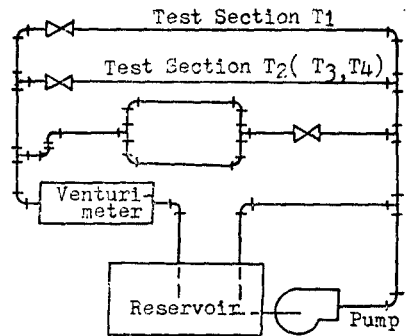 Test Section T1
Test Section T2( T3,T4)
Venturi-
meter
Reservoir
Pump